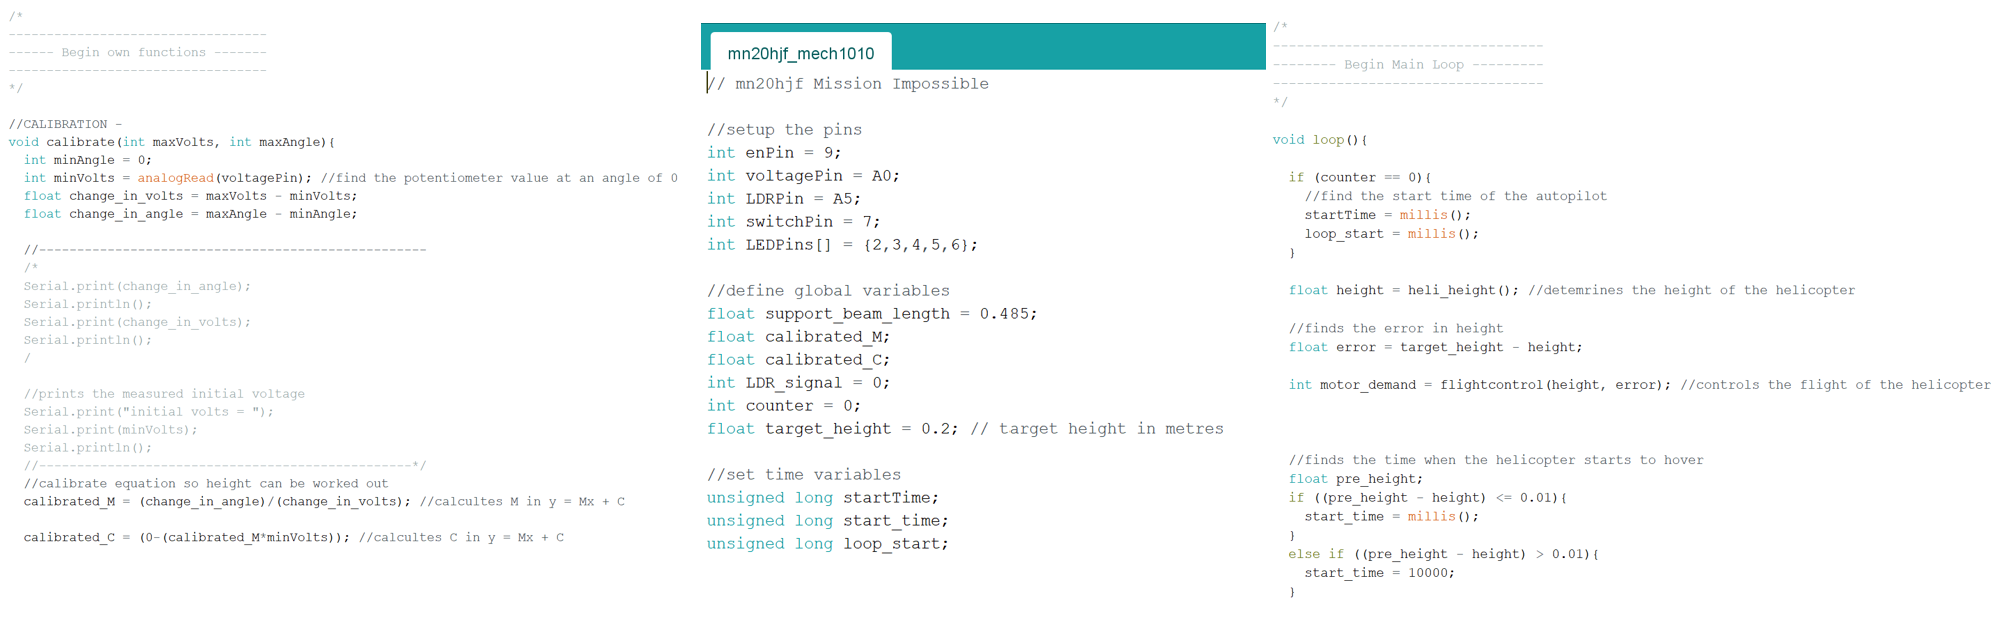 /*
----------------------------------
------ Begin own functions -------
----------------------------------
*/
//CALIBRATION -
void calibrate(int maxVolts, int maxAngle){
int minAngle = 0;
int minVolts = analogRead(voltagePin); //find the potentiometer value at an angle of 0
float change_in_volts = maxVolts - minVolts;
float change_in_angle = maxAngle - minAngle;
//---------------------------------------------------
/*
Serial.print(change_in_angle);
Serial.println();
Serial.print(change_in_volts);
Serial.println();
/
//prints the measured initial voltage
Serial.print("initial volts = ");
Serial.print(minVolts);
Serial.println();
//-------------------------------------------------*/
//calibrate equation so height can be worked out
calibrated_M = (change_in_angle)/(change_in_volts); //calcultes M in y = Mx + C
calibrated_C = (0-(calibrated_M*minVolts)); //calcultes C in y = Mx + C
mn20hjf_mech1010
// mn20hjf Mission Impossible
//setup the pins
int enPin = 9;
int voltagePin = A0;
int LDRPin = A5;
int switchPin = 7;
int LEDPins[] = {2,3,4,5,6};
//define global variables
float support_beam_length = 0.485;
float calibrated_M;
float calibrated_C;
int LDR_signal = 0;
int counter = 0;
float target_height = 0.2; // target height in metres
//set time variables
unsigned long startTime;
unsigned long start_time;
unsigned long loop_start;
/*
----------------------------------
-------- Begin Main Loop ---------
----------------------------------
*/
void loop(){
if (counter == 0){
//find the start time of the autopilot
startTime = millis();
loop_start = millis();
}
float height = heli_height(); //detemrines the height of the helicopter
//finds the error in height
float error = target_height - height;
int motor_demand = flightcontrol(height, error); //controls the flight of the helicopter
//finds the time when the helicopter starts to hover
float pre_height;
if ((pre_height - height) <= 0.01){
start_time = millis();
}
else if ((pre_height - height) > 0.01){
start_time = 10000;
}